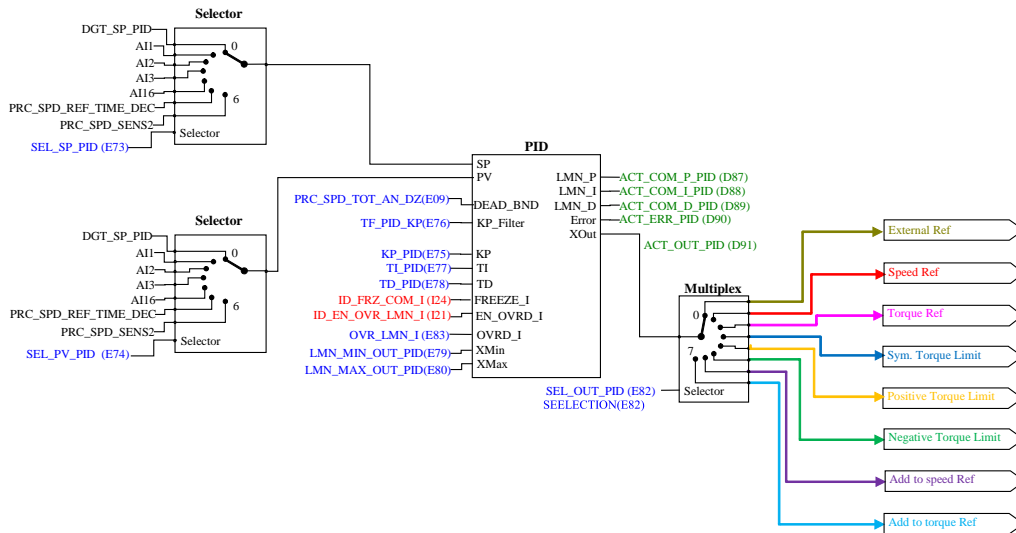 Selector
DGT_SP_PID
AI1
AI2
AI3
AI16
PRC_SPD_REF_TIME_DEC
PRC_SPD_SENS2
SEL_SP_PID (E73)
0
6
Selector
Selector
DGT_SP_PID
AI1
AI2
AI3
AI16
PRC_SPD_REF_TIME_DEC
PRC_SPD_SENS2
SEL_PV_PID (E74)
0
6
Selector
PID
SP
PV
PRC_SPD_TOT_AN_DZ(E09) DEAD_BND
TF_PID_KP(E76) KP_Filter
KP_PID(E75) KP
TI_PID(E77) TI
TD_PID(E78) TD
ID_FRZ_COM_I (I24) FREEZE_I
ID_EN_OVR_LMN_I (I21) EN_OVRD_I
OVR_LMN_I (E83) OVRD_I
LMN_MIN_OUT_PID(E79) XMin
LMN_MAX_OUT_PID(E80) XMax
LMN_P ACT_COM_P_PID (D87)
LMN_I ACT_COM_I_PID (D88)
LMN_D ACT_COM_D_PID (D89)
Error ACT_ERR_PID (D90)
XOut
ACT_OUT_PID (D91)
Multiplex
0
7
Selector
SEL_OUT_PID (E82)
SEELECTION(E82)
External Ref
Speed Ref
Torque Ref
Sym. Torque Limit
Positive Torque Limit
Negative Torque Limit
Add to speed Ref
Add to torque Ref